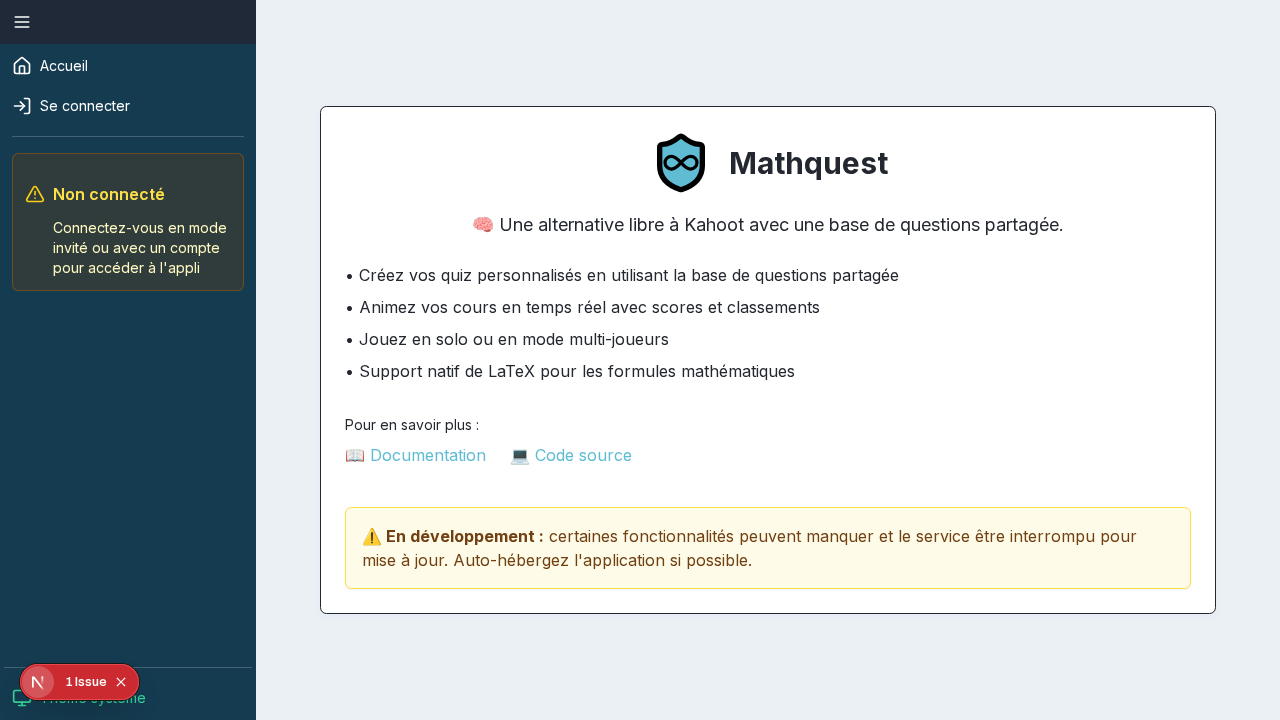 Accueil
Se connecter
Non connecté
Connectez-vous en mode
invité ou avec un compte
pour accéder à l'appli
Mathquest
🧠 Une alternative libre à Kahoot avec une base de questions partagée.
• Créez vos quiz personnalisés en utilisant la base de questions partagée
• Animez vos cours en temps réel avec scores et classements
• Jouez en solo ou en mode multi-joueurs
• Support natif de LaTeX pour les formules mathématiques
Pour en savoir plus :
📖 Documentation 💻 Code source
⚠️ En développement : certaines fonctionnalités peuvent manquer et le service être interrompu pour
mise à jour. Auto-hébergez l'application si possible.
N 1 Issue
système